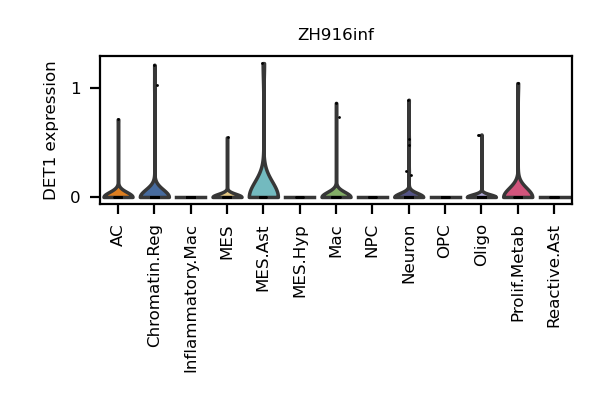 ZH916inf
DET1 expression
1
0
AC
Chromatin.Reg
Inflammatory.Mac
MES
MES.Ast
MES.Hyp
Mac
NPC
Neuron
OPC
Oligo
Prolif.Metab
Reactive.Ast